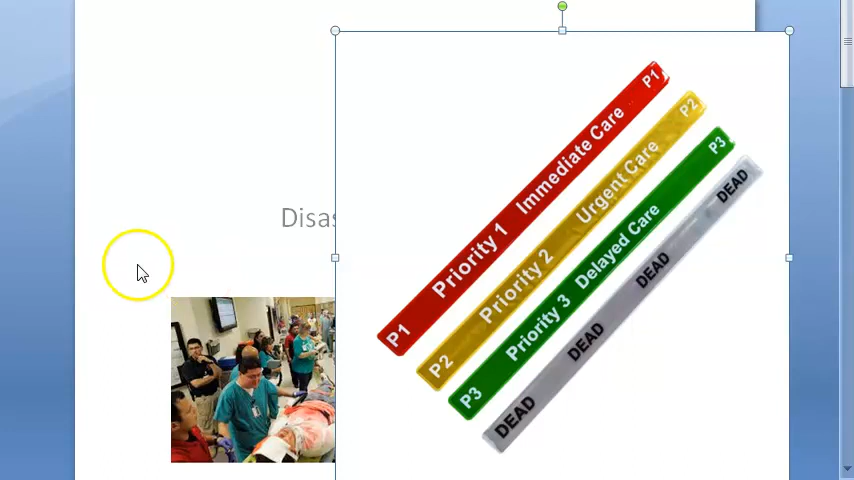 Disas
P1 Priority 1 Immediate Care P1
P2 Priority 2 Urgent Care P2
P3 Priority 3 Delayed Care P3
DEAD DEAD DEAD DEAD